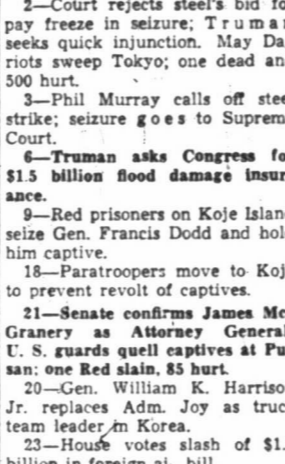 2—Court rejects steel's bid fo
pay freeze in seizure; Truma
seeks quick injunction. May Da
riots sweep Tokyo; one dead an
500 hurt.
3—Phil Murray calls off stee
strike; seizure goes to Suprem
Court.
6—Truman asks Congress fo
$1.5 billion flood damage insur
ance.
9—Red prisoners on Koje Islan
seize Gen. Francis Dodd and hol
him captive.
18—Paratroopers move to Koj
to prevent revolt of captives.
21—Senate confirms James Mc
Granery as Attorney General
U. S. guards quell captives at Pu
san; one Red slain, 85 hurt.
20—Gen. William K. Harriso
Jr. replaces Adm. Joy as truc
team leader in Korea.
23—House votes slash of $1.
billion in foreign ai bill